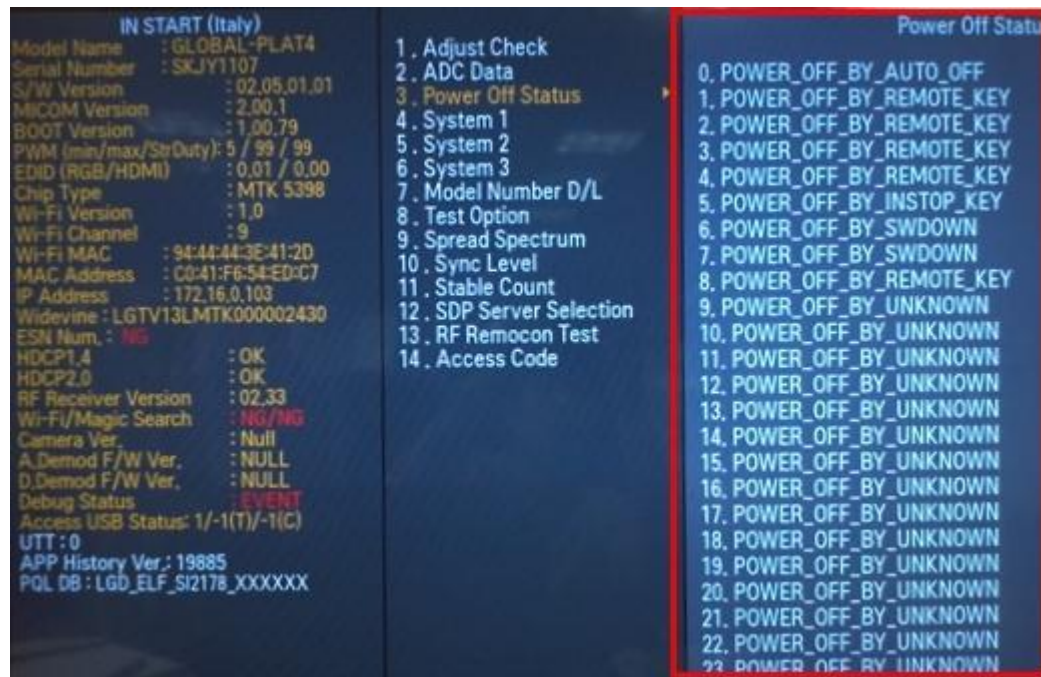 IN START (Italy)
Model Name : GLOBAL-PLAT4
Serial Number : SKJY1107
S/W Version : 02,05,01,01
MICOM Version : 2,00,1
BOOT Version : 1,00,79
PWM (min/max/StrDuty): 5 / 99 / 99
EDID (RGB/HDMI) : 0,01 / 0,00
Chip Type : MTK 5398
Wi-Fi Version : 1,0
Wi-Fi Channel : 9
Wi-Fi MAC : 94:44:44:3E:41:2D
MAC Address : C0:41:F6:54:ED:C7
IP Address : 172,16,0,103
Widevine : LGTV13LMTK000002430
ESN Num, : NG
HDCP1,4 : OK
HDCP2,0 : OK
RF Receiver Version : 02,33
Wi-Fi/Magic Search : NG/NG
Camera Ver, : Null
A,Demod F/W Ver, : NULL
D,Demod F/W Ver, : NULL
Debug Status : EVENT
Access USB Status: 1/-1(T)/-1(C)
UTT : 0
APP History Ver,: 19885
PQL DB : LGD_ELF_SI2178_XXXXXX
1 . Adjust Check
2 . ADC Data
3 . Power Off Status
4 . System 1
5 . System 2
6 . System 3
7 . Model Number D/L
8 . Test Option
9 . Spread Spectrum
10 . Sync Level
11 . Stable Count
12 . SDP Server Selection
13 . RF Remocon Test
14 . Access Code
Power Off Statu
0, POWER_OFF_BY_AUTO_OFF
1, POWER_OFF_BY_REMOTE_KEY
2, POWER_OFF_BY_REMOTE_KEY
3, POWER_OFF_BY_REMOTE_KEY
4, POWER_OFF_BY_REMOTE_KEY
5, POWER_OFF_BY_INSTOP_KEY
6, POWER_OFF_BY_SWDOWN
7, POWER_OFF_BY_SWDOWN
8, POWER_OFF_BY_REMOTE_KEY
9, POWER_OFF_BY_UNKNOWN
10, POWER_OFF_BY_UNKNOWN
11, POWER_OFF_BY_UNKNOWN
12, POWER_OFF_BY_UNKNOWN
13, POWER_OFF_BY_UNKNOWN
14, POWER_OFF_BY_UNKNOWN
15, POWER_OFF_BY_UNKNOWN
16, POWER_OFF_BY_UNKNOWN
17, POWER_OFF_BY_UNKNOWN
18, POWER_OFF_BY_UNKNOWN
19, POWER_OFF_BY_UNKNOWN
20, POWER_OFF_BY_UNKNOWN
21, POWER_OFF_BY_UNKNOWN
22, POWER_OFF_BY_UNKNOWN
23, POWER_OFF_BY_UNKNOWN